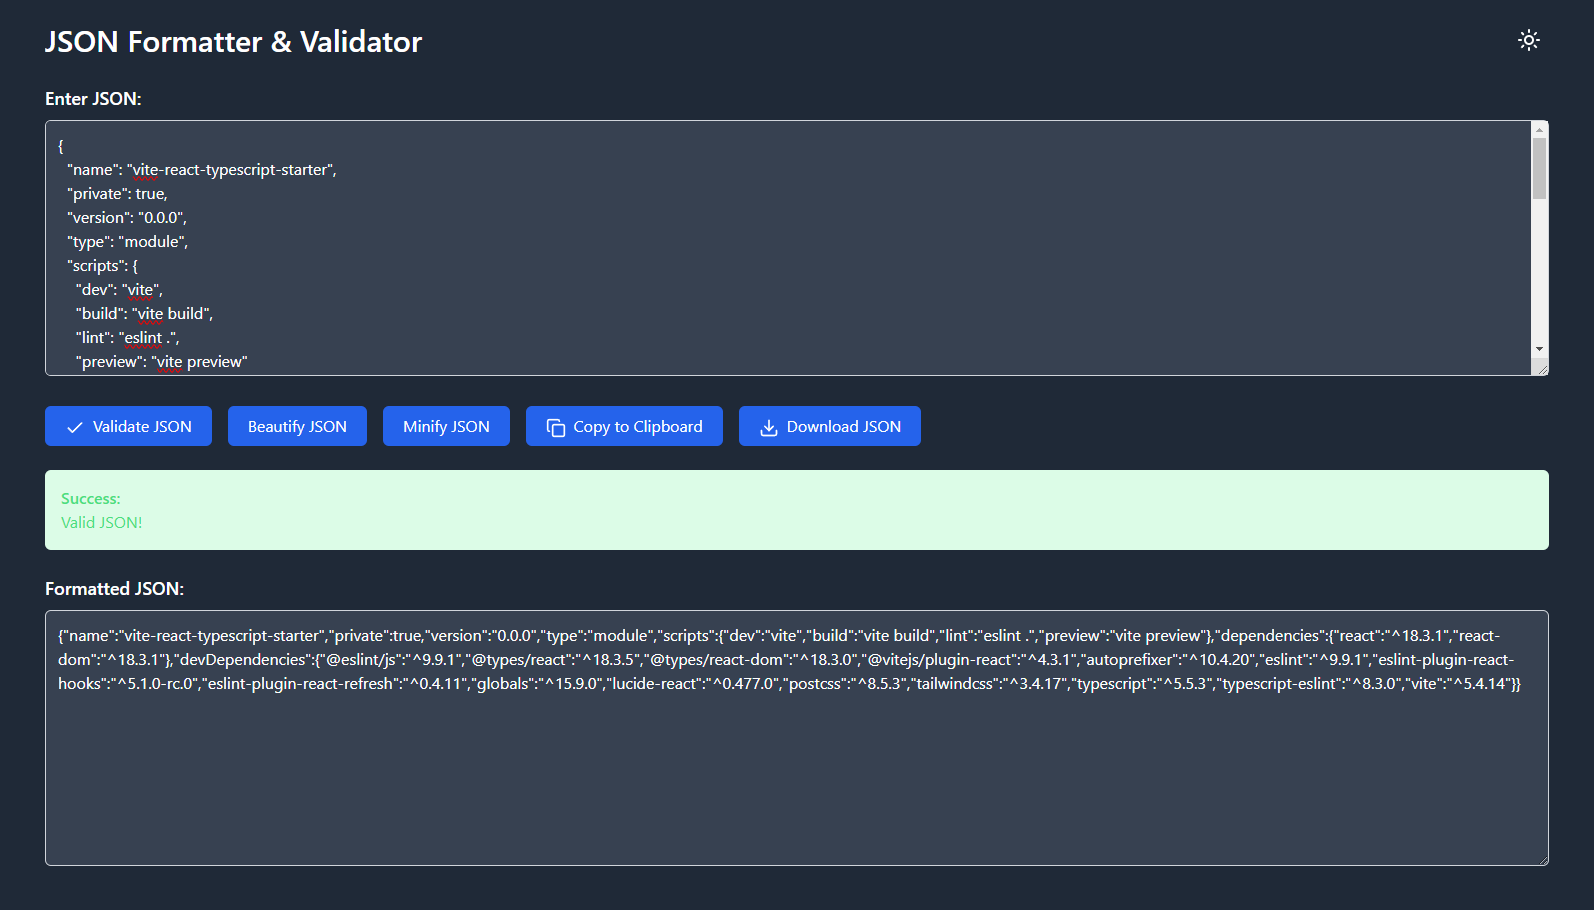 JSON Formatter & Validator
Enter JSON:
{
"name": "vite-react-typescript-starter",
"private": true,
"version": "0.0.0",
"type": "module",
"scripts": {
"dev": "vite",
"build": "vite build",
"lint": "eslint .",
"preview": "vite preview"
Validate JSON
Beautify JSON
Minify JSON
Copy to Clipboard
Download JSON
Success:
Valid JSON!
Formatted JSON:
{"name":"vite-react-typescript-starter","private":true,"version":"0.0.0","type":"module","scripts":{"dev":"vite","build":"vite build","lint":"eslint .","preview":"vite preview"},"dependencies":{"react":"^18.3.1","react-
dom":"^18.3.1"},"devDependencies":{"@eslint/js":"^9.9.1","@types/react":"^18.3.5","@types/react-dom":"^18.3.0","@vitejs/plugin-react":"^4.3.1","autoprefixer":"^10.4.20","eslint":"^9.9.1","eslint-plugin-react-
hooks":"^5.1.0-rc.0","eslint-plugin-react-refresh":"^0.4.11","globals":"^15.9.0","lucide-react":"^0.477.0","postcss":"^8.5.3","tailwindcss":"^3.4.17","typescript":"^5.5.3","typescript-eslint":"^8.3.0","vite":"^5.4.14"}}